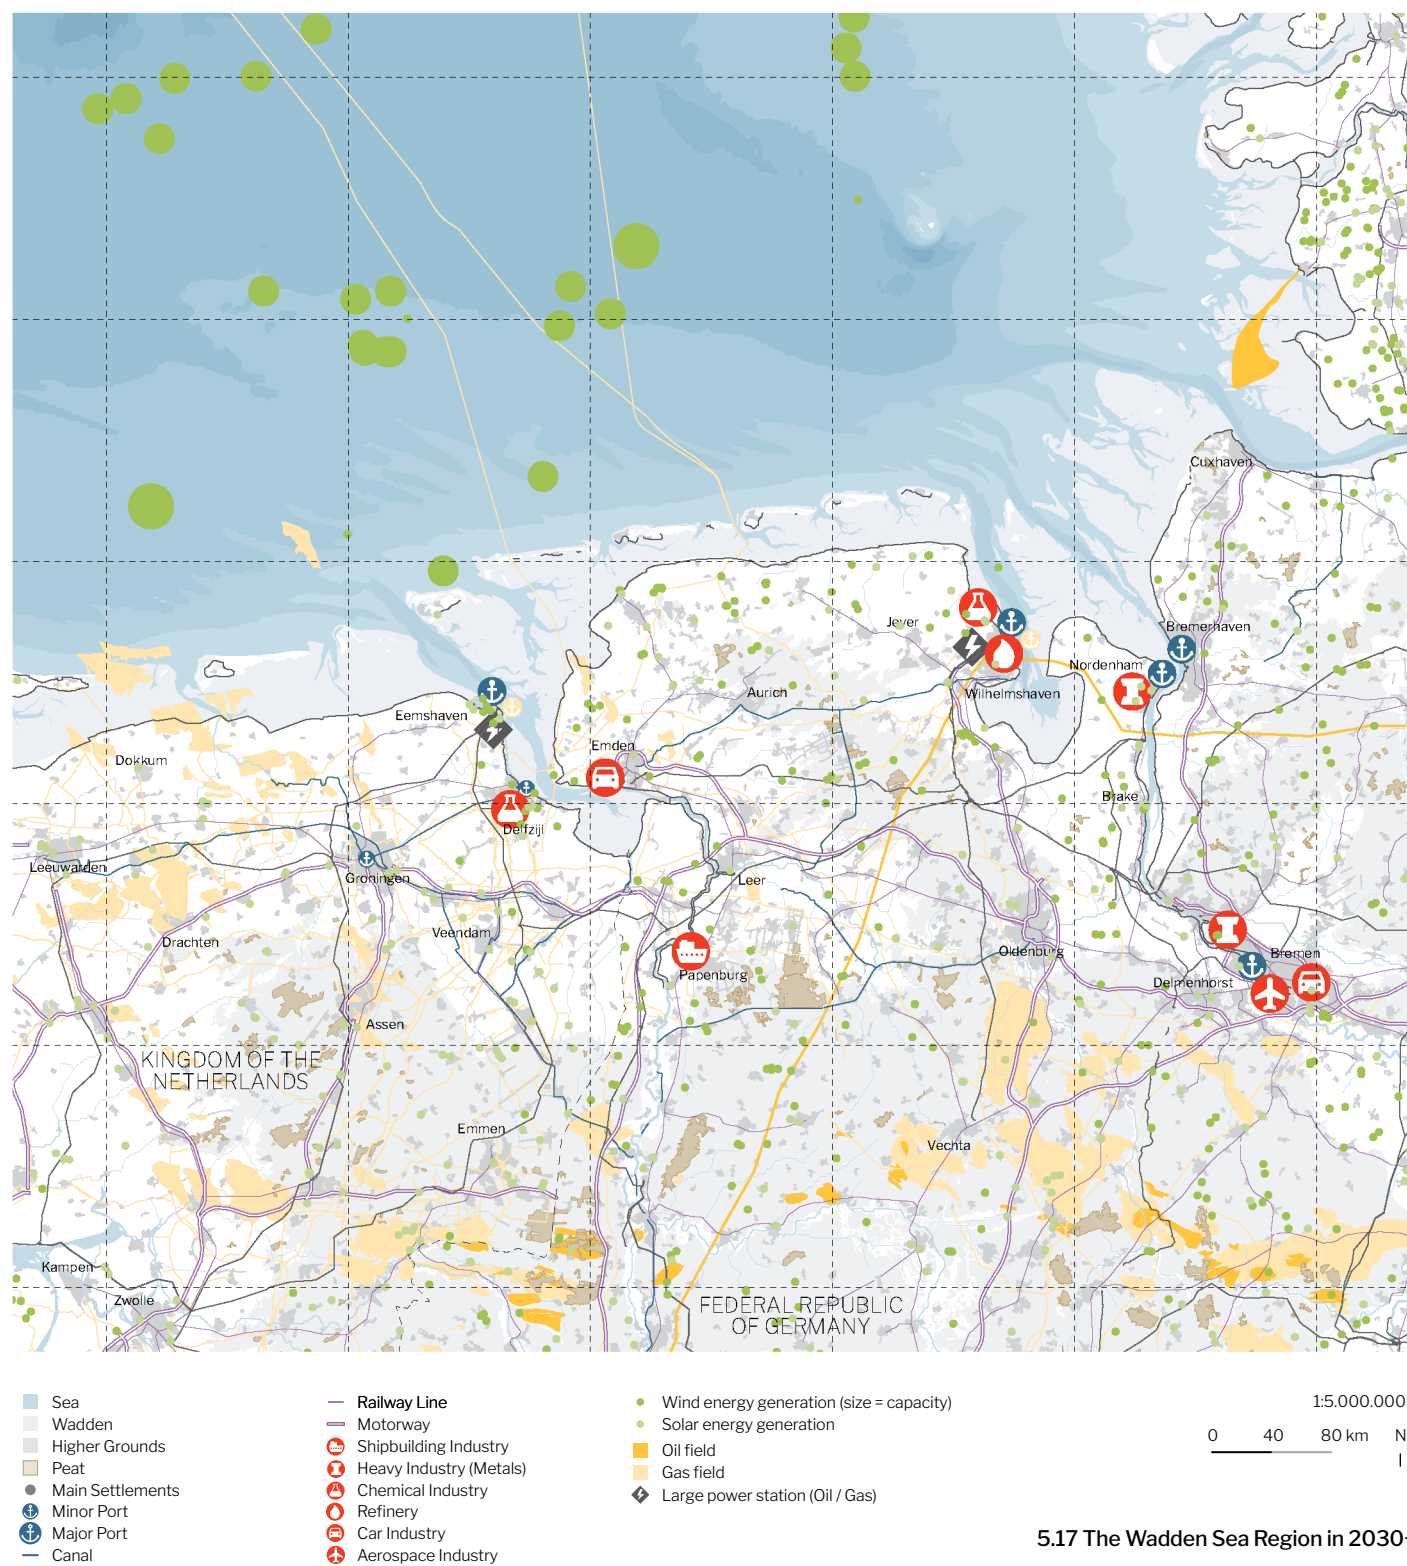 Cuxhaven
Jever
Bremerhaven
Nordenham
Wilhelmshaven
Aurich
Eemshaven
Emden
Dokkum
Brake
Delfzijl
Leeuwarden
Groningen
Leer
Veendam
Drachten
Oldenburg
Bremen
Papenburg
Delmenhorst
Assen
KINGDOM OF THE
NETHERLANDS
Emmen
Vechta
Kampen
Zwolle
FEDERAL REPUBLIC
OF GERMANY
Sea
Wadden
Higher Grounds
Peat
Main Settlements
Minor Port
Major Port
Canal
Railway Line
Motorway
Shipbuilding Industry
Heavy Industry (Metals)
Chemical Industry
Refinery
Car Industry
Aerospace Industry
Wind energy generation (size = capacity)
Solar energy generation
Oil field
Gas field
Large power station (Oil / Gas)
1:5.000.000
0 40 80 km N
5.17 The Wadden Sea Region in 2030